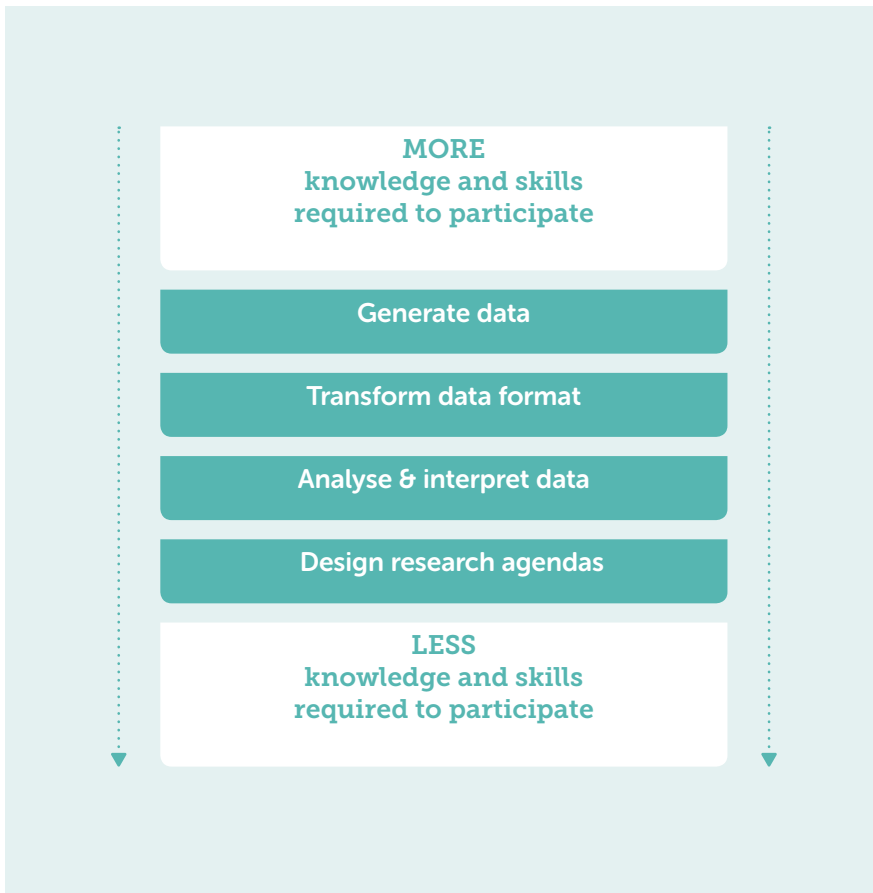 MORE
knowledge and skills
required to participate
Generate data
Transform data format
Analyse & interpret data
Design research agendas
LESS
knowledge and skills
required to participate